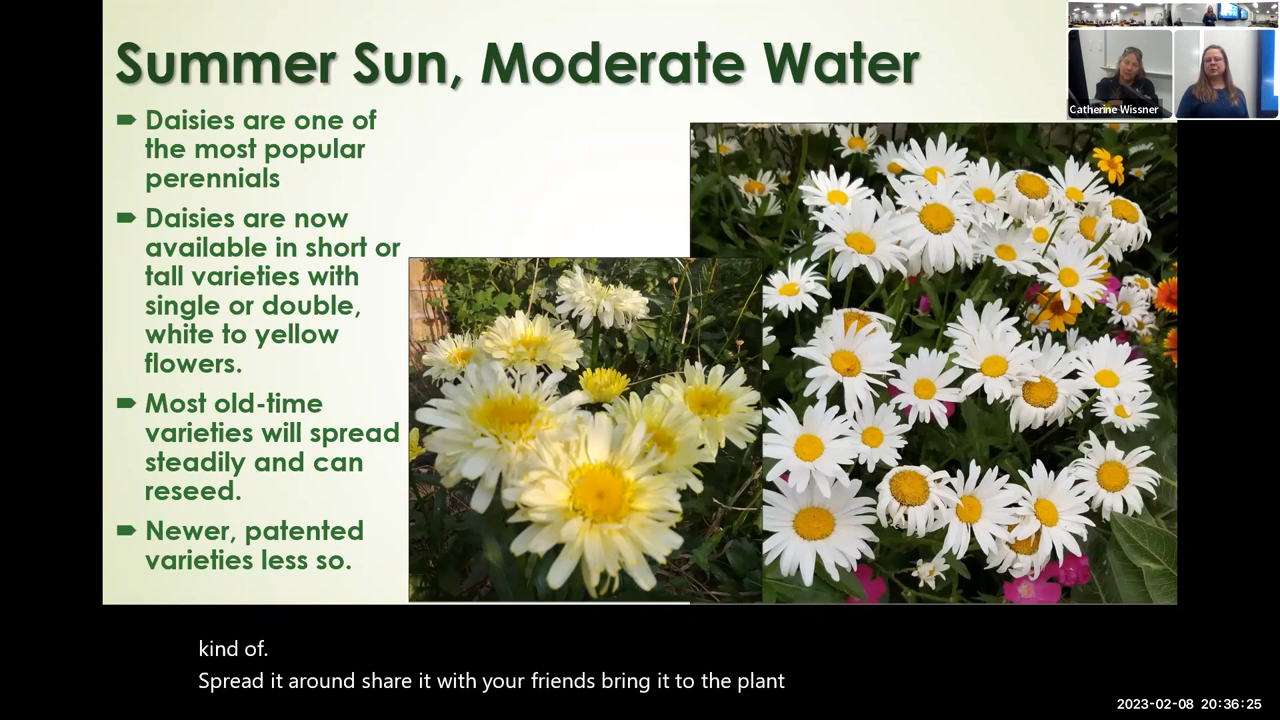 Summer Sun, Moderate Water
Daisies are one of
the most popular
perennials
Daisies are now
available in short or
tall varieties with
single or double,
white to yellow
flowers.
Most old-time
varieties will spread
steadily and can
reseed.
Newer, patented
varieties less so.
Catherine Wissner
kind of.
Spread it around share it with your friends bring it to the plant
2023-02-08 20:36:25